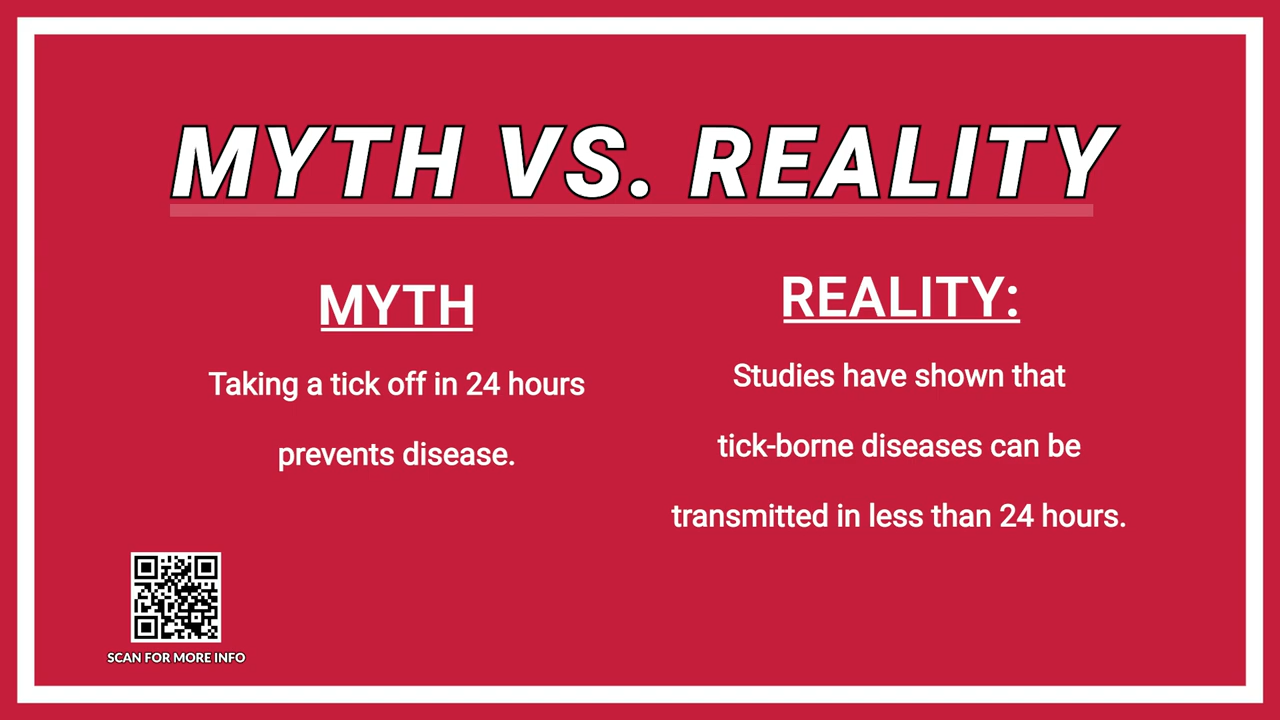 MYTH VS. REALITY
MYTH
Taking a tick off in 24 hours
prevents disease.
REALITY:
Studies have shown that
tick-borne diseases can be
transmitted in less than 24 hours.
SCAN FOR MORE INFO